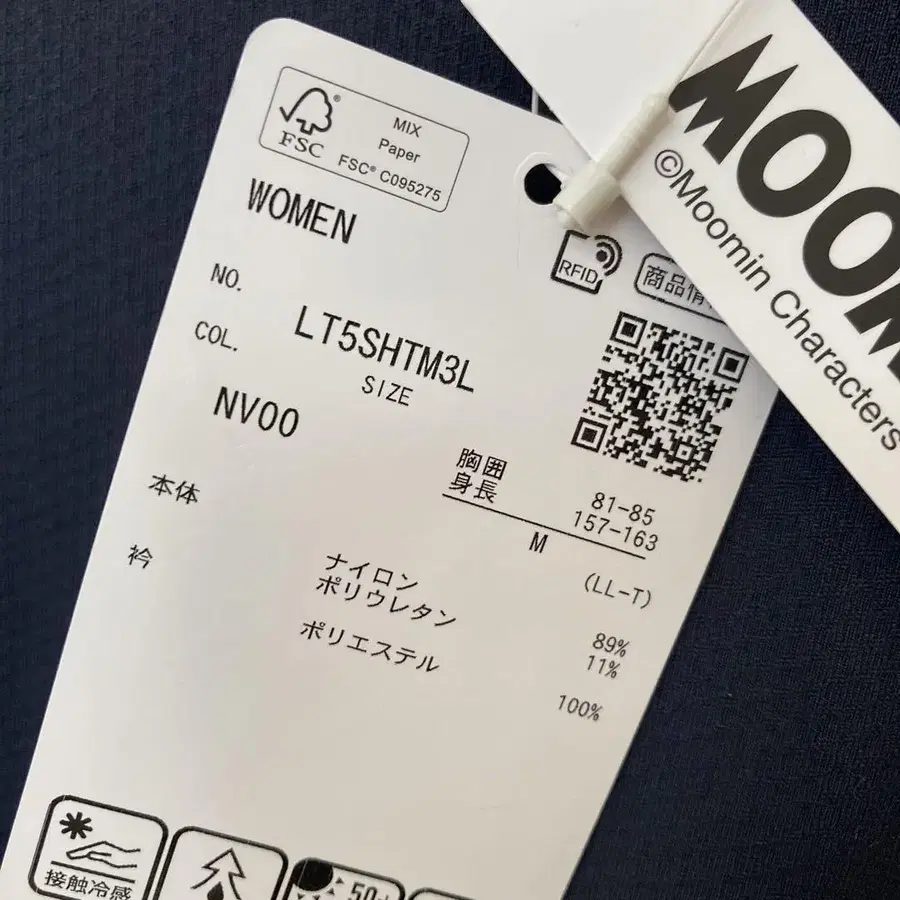 MIX
Paper
FSC® C095275
FSC
WOMEN
NO.
LT5SHTM3L
COL.
SIZE
NV00
RFID
商品情
胸囲 81-85
身長 157-163
M (LL-T)
本体
ナイロン 89%
ポリウレタン 11%
衿
ポリエステル 100%
接触冷感
50+
MOOM
©Moomin Characters